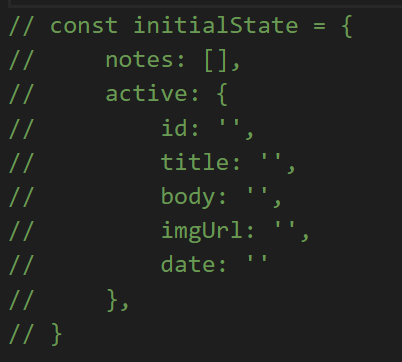 // const initialState = {
//     notes: [],
//     active: {
//         id: '',
//         title: '',
//         body: '',
//         imgUrl: '',
//         date: ''
//     },
// }